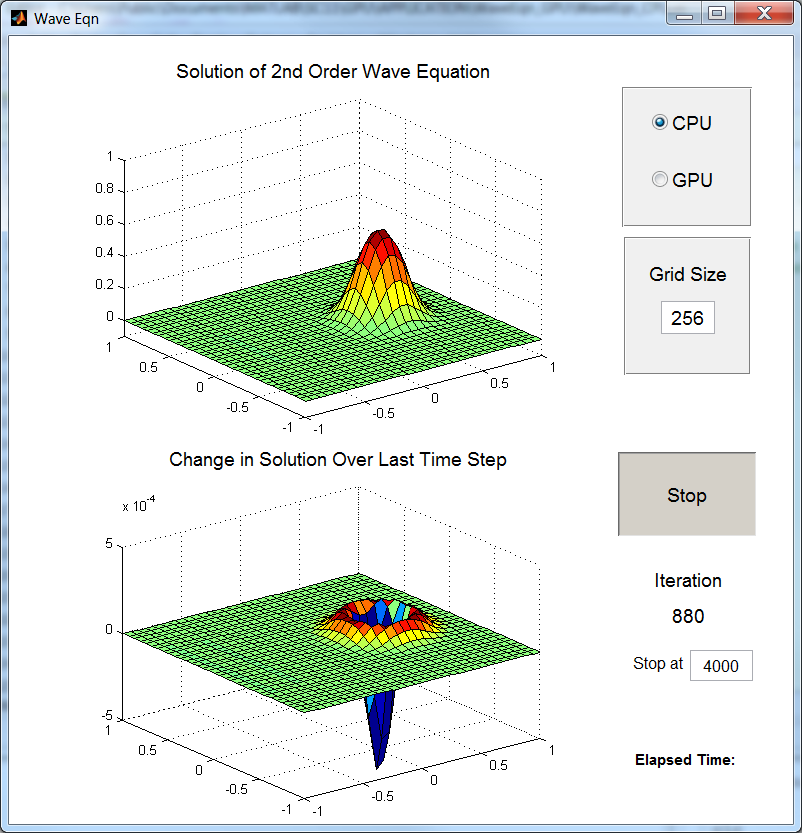 Wave Eqn
Solution of 2nd Order Wave Equation
1
0.8
0.6
0.4
0.2
0
1
0.5
0
-0.5
-1
-1
-0.5
0
0.5
1
CPU
GPU
Grid Size
256
Change in Solution Over Last Time Step
x 10^-4
5
0
-5
1
0.5
0
-0.5
-1
-1
-0.5
0
0.5
1
Stop
Iteration
880
Stop at 4000
Elapsed Time: